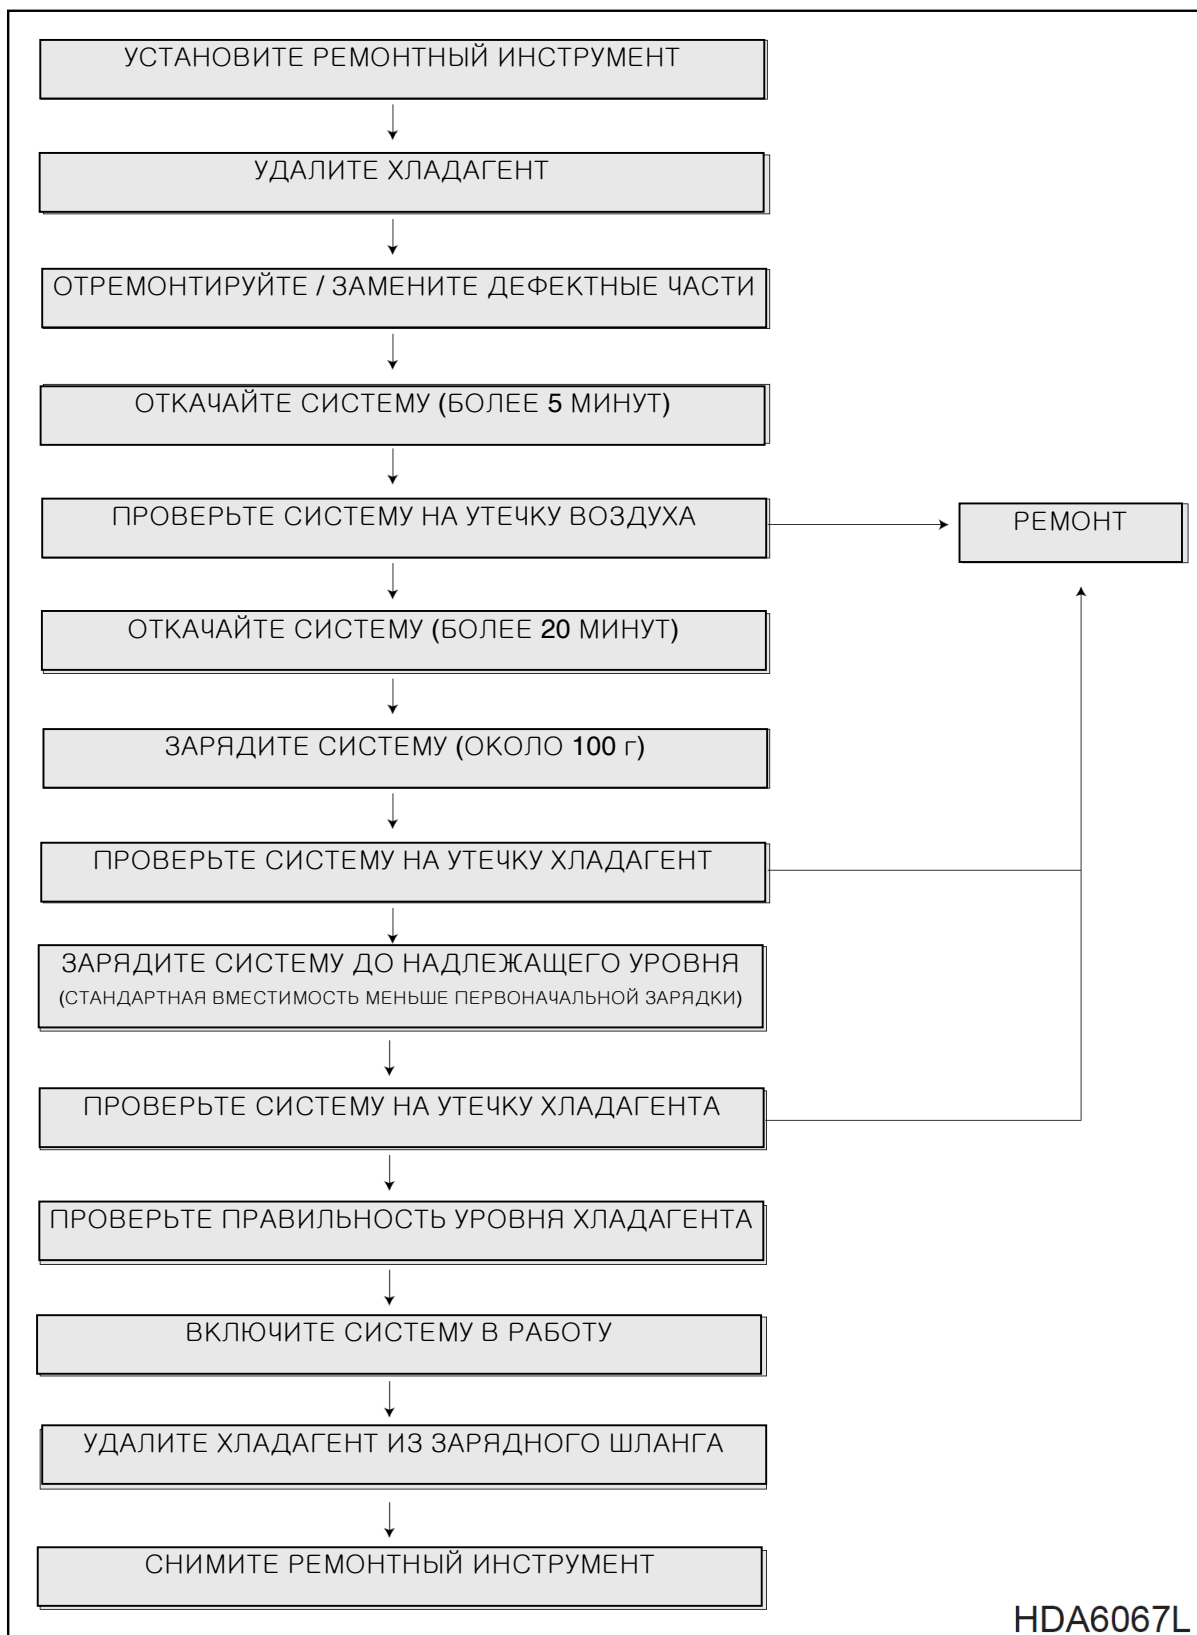 УСТАНОВИТЕ РЕМОНТНЫЙ ИНСТРУМЕНТ
УДАЛИТЕ ХЛАДАГЕНТ
ОТРЕМОНТИРУЙТЕ / ЗАМЕНИТЕ ДЕФЕКТНЫЕ ЧАСТИ
ОТКАЧАЙТЕ СИСТЕМУ (БОЛЕЕ 5 МИНУТ)
ПРОВЕРЬТЕ СИСТЕМУ НА УТЕЧКУ ВОЗДУХА
РЕМОНТ
ОТКАЧАЙТЕ СИСТЕМУ (БОЛЕЕ 20 МИНУТ)
ЗАРЯДИТЕ СИСТЕМУ (ОКОЛО 100 г)
ПРОВЕРЬТЕ СИСТЕМУ НА УТЕЧКУ ХЛАДАГЕНТ
ЗАРЯДИТЕ СИСТЕМУ ДО НАДЛЕЖАЩЕГО УРОВНЯ
(СТАНДАРТНАЯ ВМЕСТИМОСТЬ МЕНЬШЕ ПЕРВОНАЧАЛЬНОЙ ЗАРЯДКИ)
ПРОВЕРЬТЕ СИСТЕМУ НА УТЕЧКУ ХЛАДАГЕНТА
ПРОВЕРЬТЕ ПРАВИЛЬНОСТЬ УРОВНЯ ХЛАДАГЕНТА
ВКЛЮЧИТЕ СИСТЕМУ В РАБОТУ
УДАЛИТЕ ХЛАДАГЕНТ ИЗ ЗАРЯДНОГО ШЛАНГА
СНИМИТЕ РЕМОНТНЫЙ ИНСТРУМЕНТ
HDA6067L